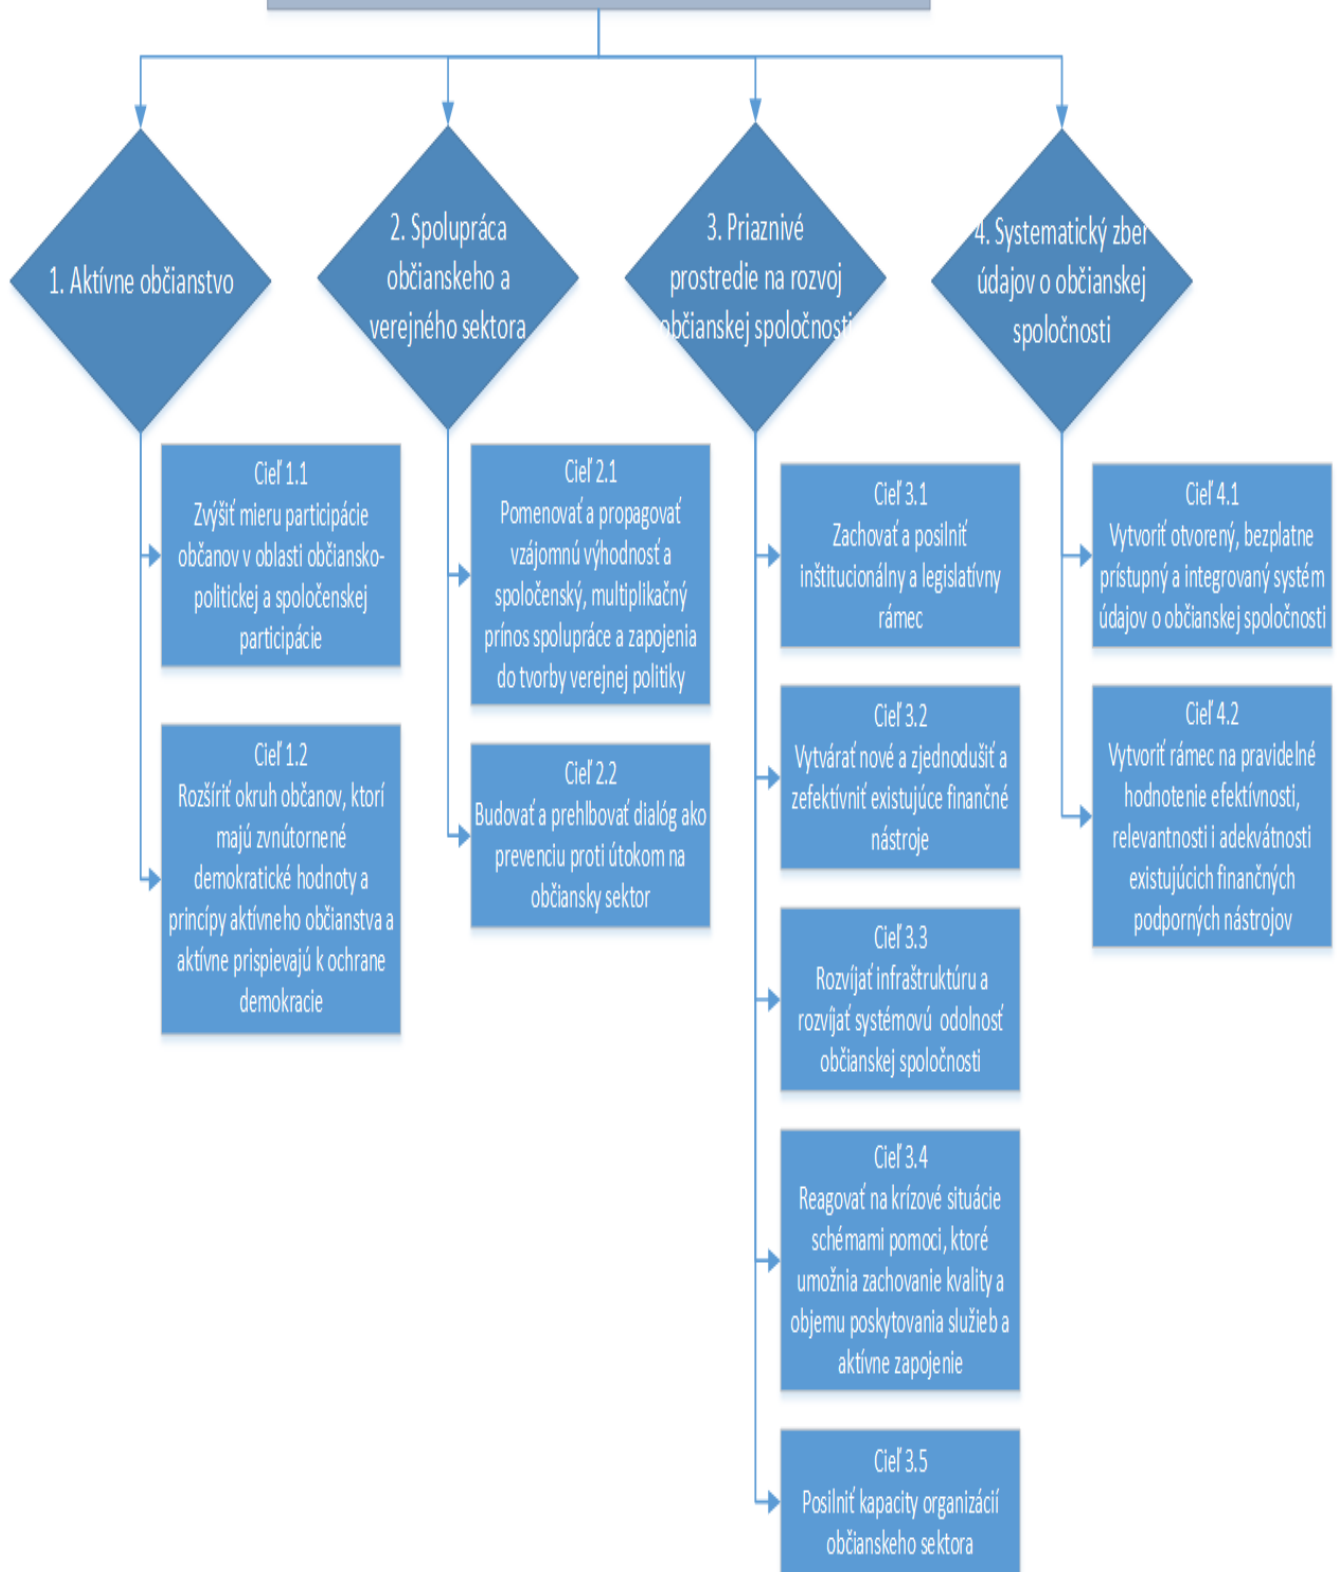 1. Aktívne občianstvo
2. Spolupráca
občianskeho a
verejného sektora
3. Priaznivé
prostredie na rozvoj
občianskej spoločnosti
4. Systematický zber
údajov o občianskej
spoločnosti
Cieľ 1.1
Zvýšiť mieru participácie
občanov v oblasti občiansko-
politickej a spoločenskej
participácie
Cieľ 1.2
Rozšíriť okruh občanov, ktorí
majú zvnútornené
demokratické hodnoty a
princípy aktívneho občianstva a
aktívne prispievajú k ochrane
demokracie
Cieľ 2.1
Pomenovať a propagovať
vzájomnú výhodnosť a
spoločenský, multiplikačný
prínos spolupráce a zapojenia
do tvorby verejnej politiky
Cieľ 2.2
Budovať a prehlbovať dialóg ako
prevenciu proti útokom na
občiansky sektor
Cieľ 3.1
Zachovať a posilniť
inštitucionálny a legislatívny
rámec
Cieľ 3.2
Vytvárať nové a zjednodušiť a
zefektívniť existujúce finančné
nástroje
Cieľ 3.3
Rozvíjať infraštruktúru a
rozvíjať systémovú odolnosť
občianskej spoločnosti
Cieľ 3.4
Reagovať na krízové situácie
schémami pomoci, ktoré
umožnia zachovanie kvality a
objemu poskytovania služieb a
aktívne zapojenie
Cieľ 3.5
Posilniť kapacity organizácií
občianskeho sektora
Cieľ 4.1
Vytvoriť otvorený, bezplatne
prístupný a integrovaný systém
údajov o občianskej spoločnosti
Cieľ 4.2
Vytvoriť rámec na pravidelné
hodnotenie efektívnosti,
relevantnosti i adekvátnosti
existujúcich finančných
podporných nástrojov